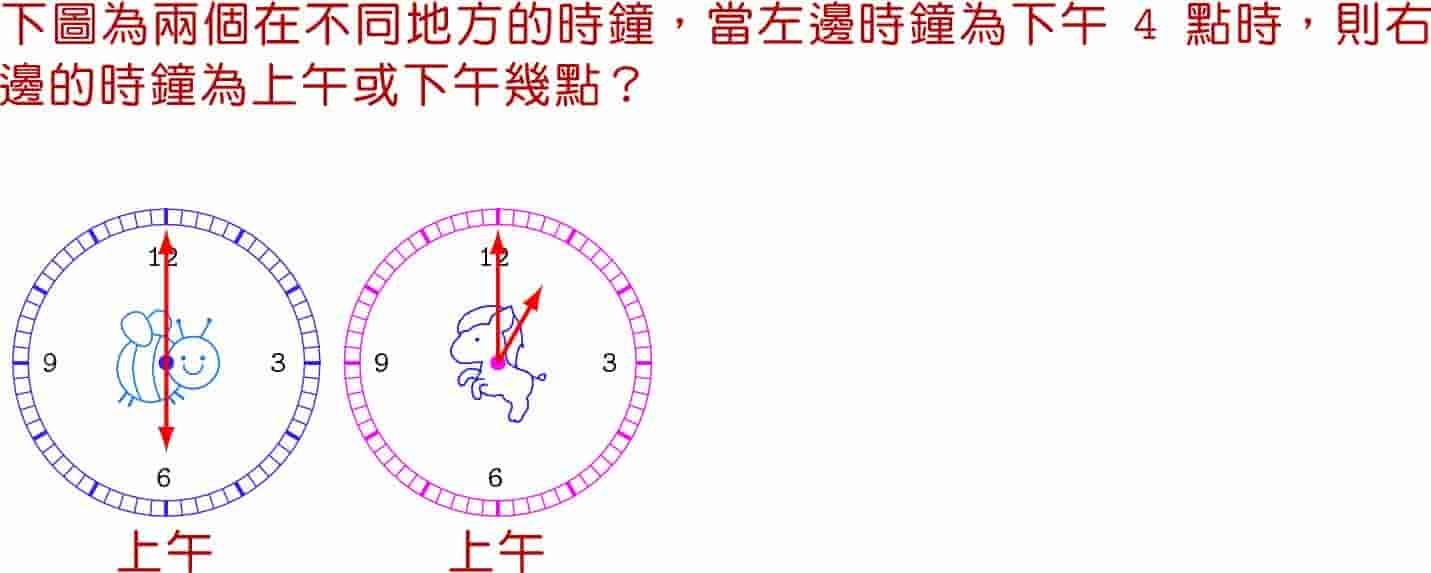 下圖為兩個在不同地方的時鐘，當左邊時鐘為下午 4 點時，則右
邊的時鐘為上午或下午幾點？
12 12
9 3 9 3
6 6
上午 上午